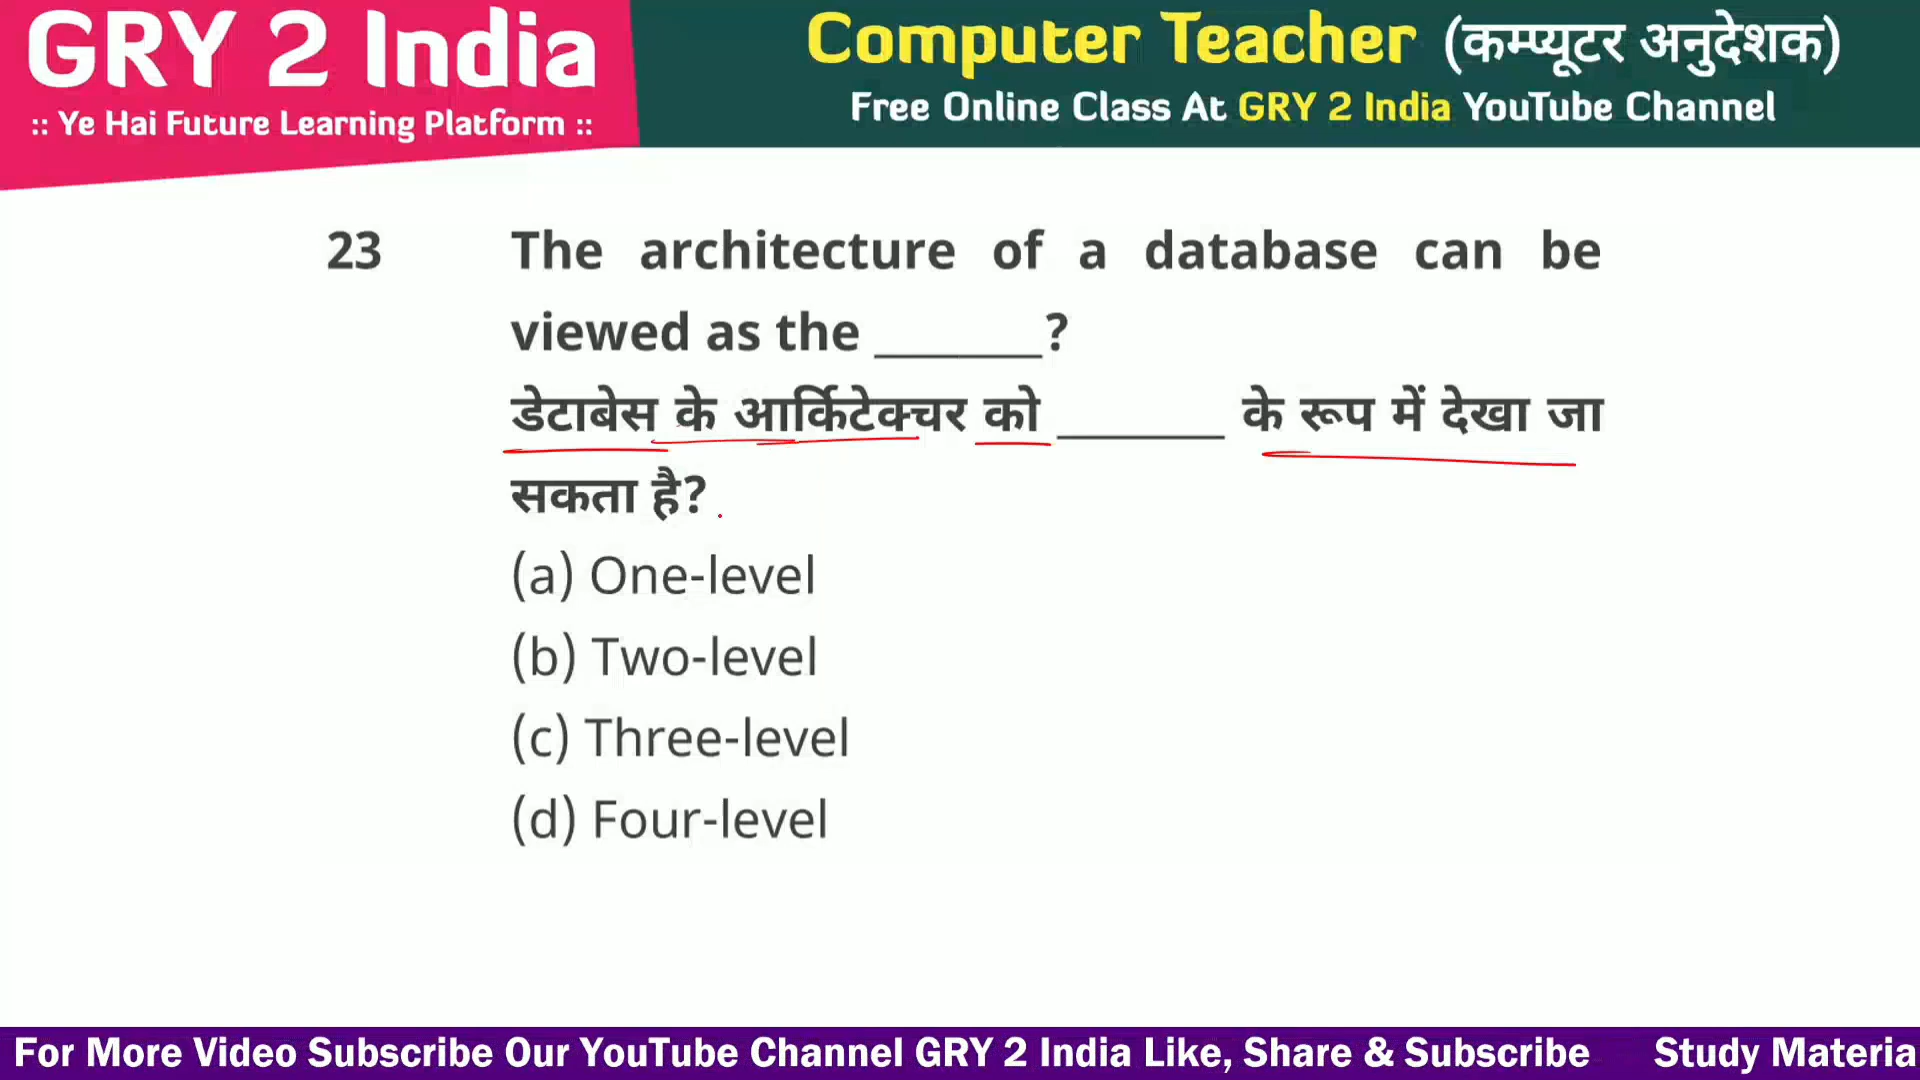 GRY 2 India
:: Ye Hai Future Learning Platform ::
Computer Teacher (कम्प्यूटर अनुदेशक)
Free Online Class At GRY 2 India YouTube Channel
23 The architecture of a database can be
viewed as the _______?
डेटाबेस के आर्किटेक्चर को _______ के रूप में देखा जा
सकता है?
(a) One-level
(b) Two-level
(c) Three-level
(d) Four-level
For More Video Subscribe Our YouTube Channel GRY 2 India Like, Share & Subscribe Study Materia